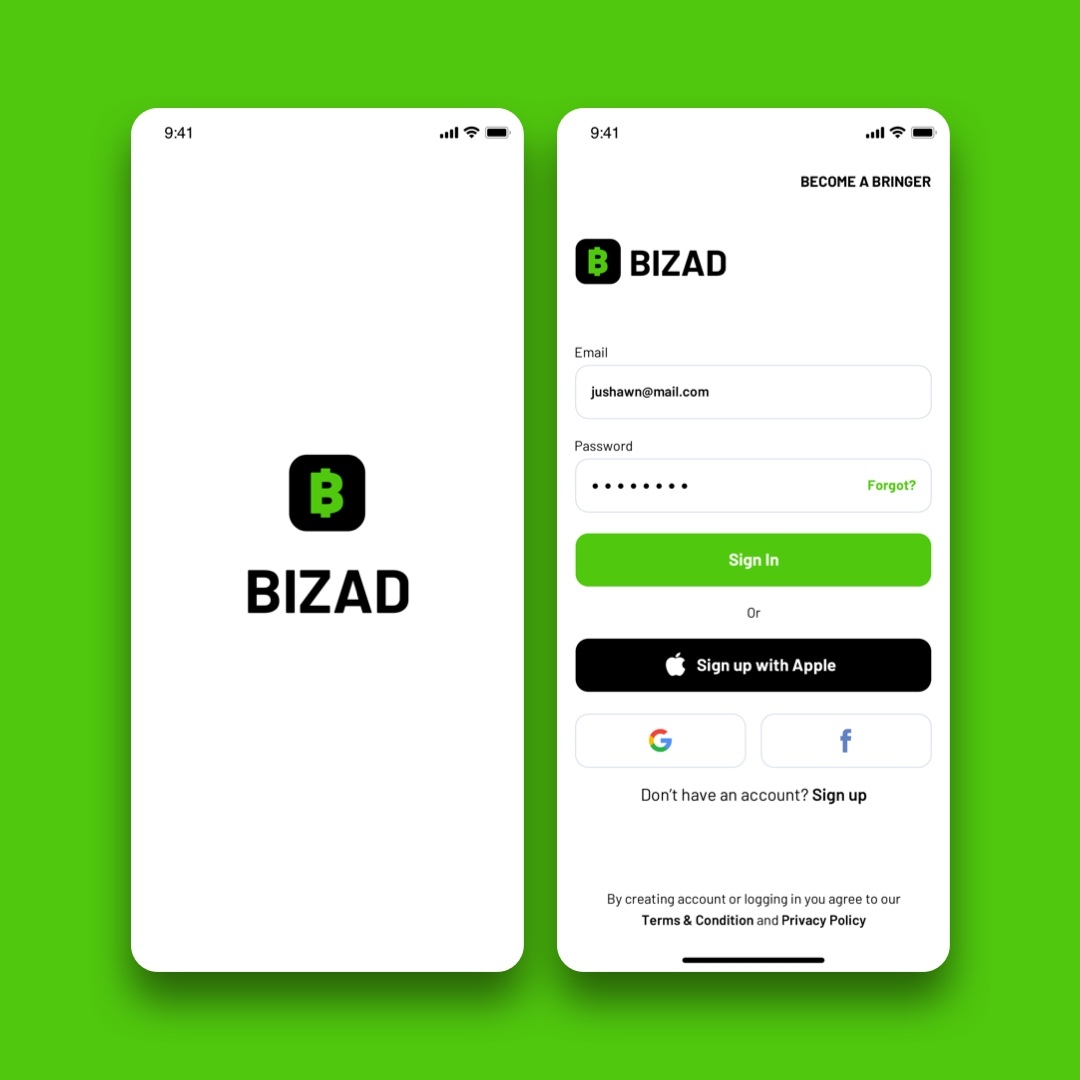 9:41
BIZAD
9:41
BECOME A BRINGER
BIZAD
Email
jushawn@mail.com
Password
Forgot?
Sign In
Or
Sign up with Apple
Don’t have an account? Sign up
By creating account or logging in you agree to our
Terms & Condition and Privacy Policy